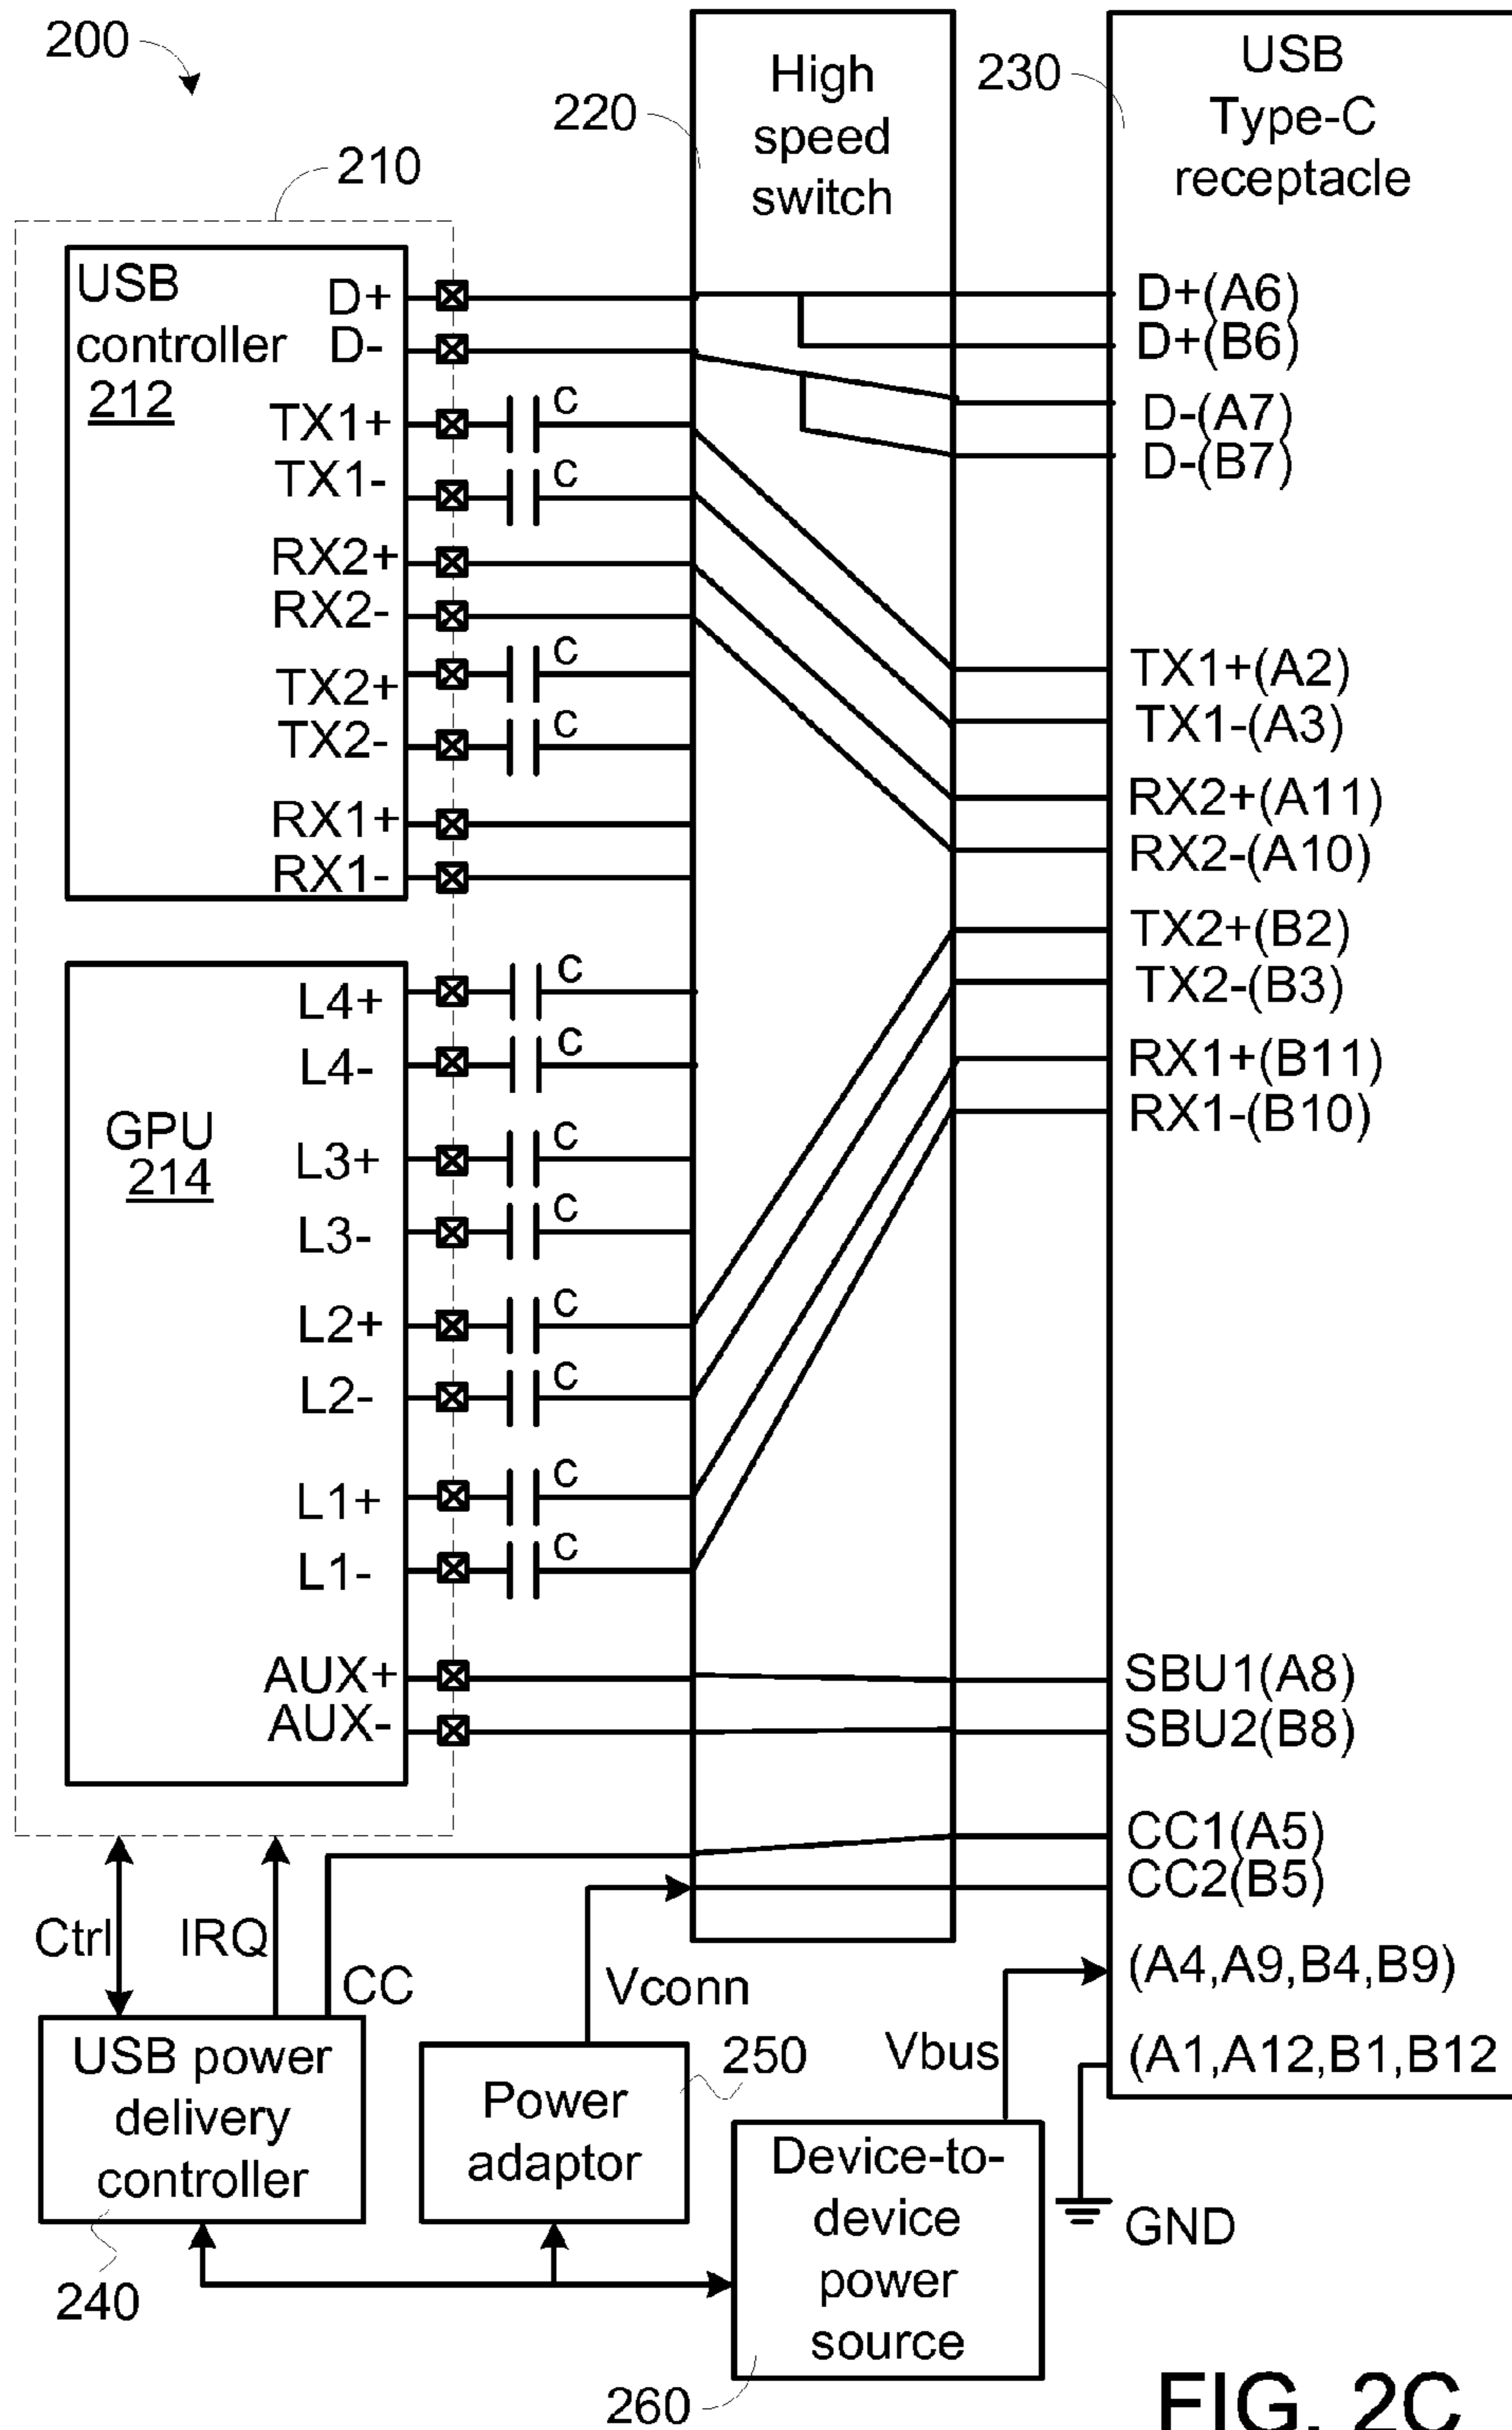 200
210
220
High
speed
switch
230
USB
Type-C
receptacle
USB
controller
212
D+
D-
TX1+
TX1-
RX2+
RX2-
TX2+
TX2-
RX1+
RX1-
C
C
C
C
D+(A6)
D+(B6)
D-(A7)
D-(B7)
TX1+(A2)
TX1-(A3)
RX2+(A11)
RX2-(A10)
TX2+(B2)
TX2-(B3)
RX1+(B11)
RX1-(B10)
GPU
214
L4+
L4-
L3+
L3-
L2+
L2-
L1+
L1-
AUX+
AUX-
C
C
C
C
C
C
C
C
SBU1(A8)
SBU2(B8)
CC1(A5)
CC2(B5)
(A4,A9,B4,B9)
(A1,A12,B1,B12
Ctrl
IRQ
CC
Vconn
Vbus
USB power
delivery
controller
240
Power
adaptor
250
Device-to-
device
power
source
260
GND
FIG. 2C